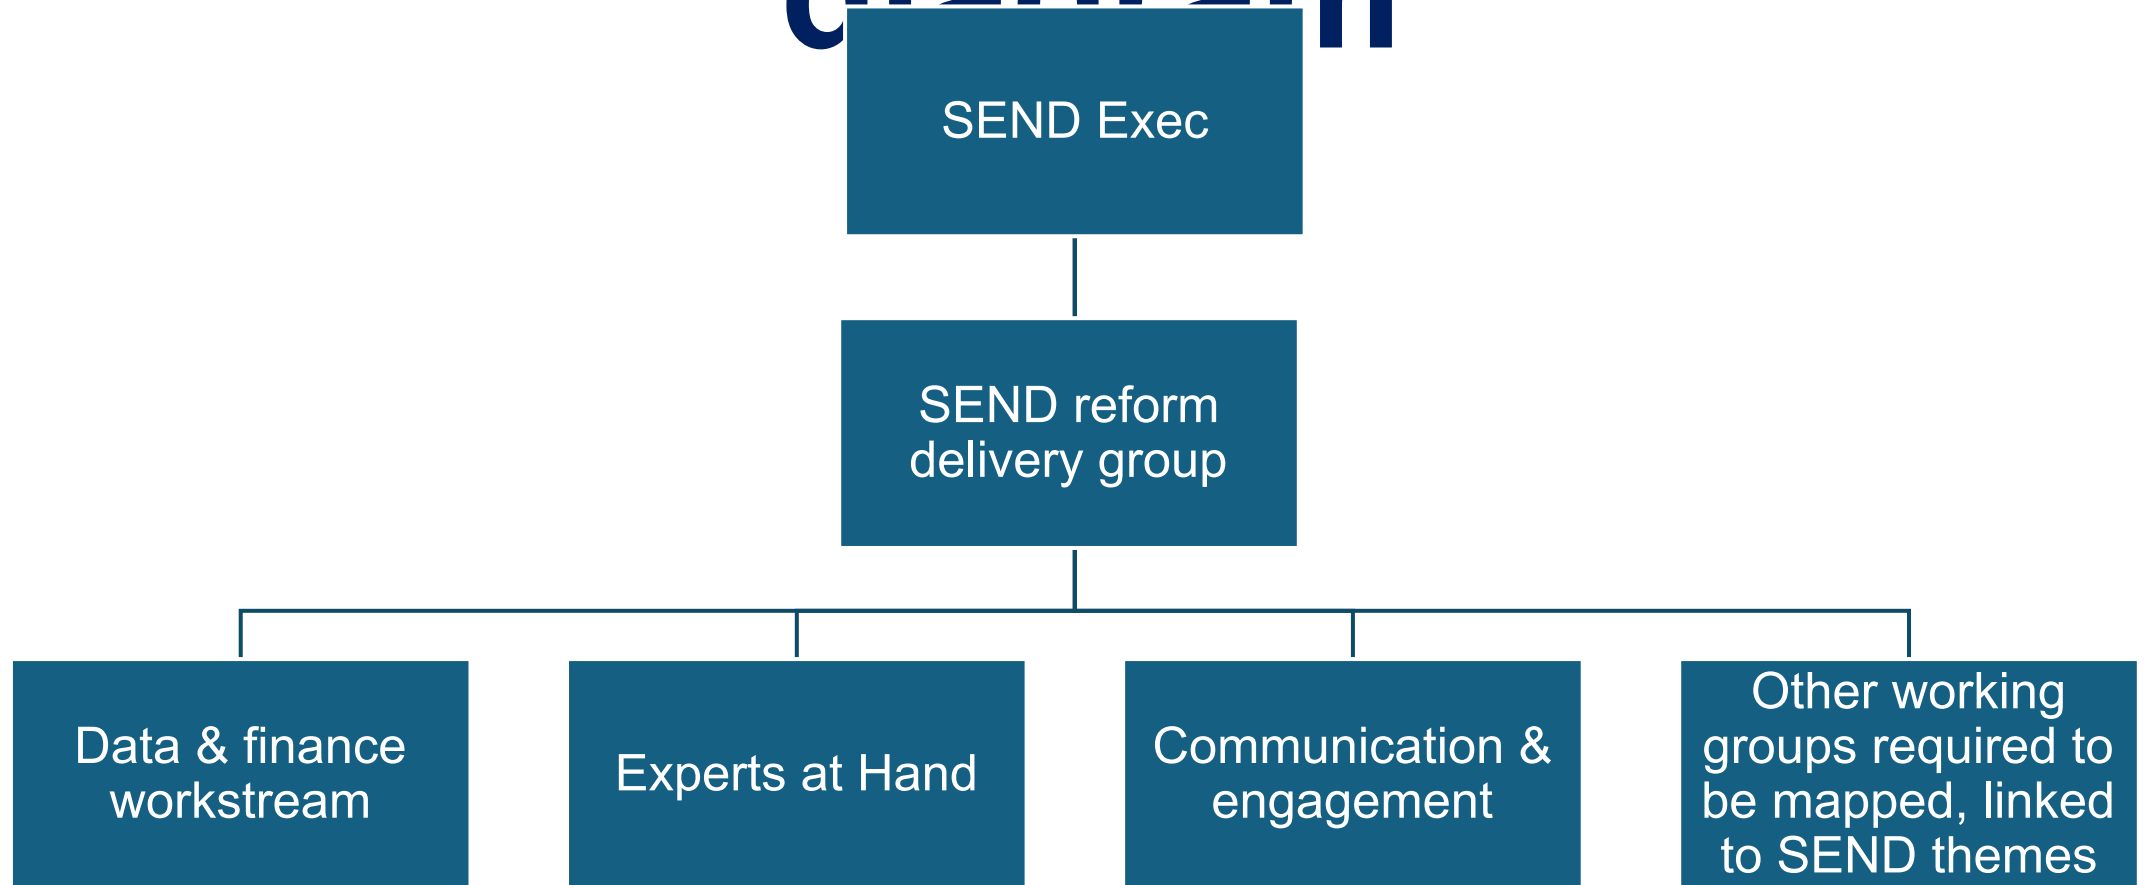 SEND Exec
SEND reform
delivery group
Data & finance
workstream
Experts at Hand
Communication &
engagement
Other working
groups required to
be mapped, linked
to SEND themes